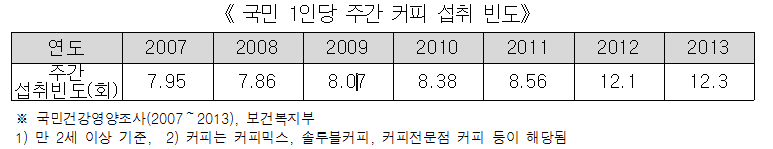 《 국민 1인당 주간 커피 섭취 빈도》
연도 2007 2008 2009 2010 2011 2012 2013
주간
섭취빈도(회) 7.95 7.86 8.07 8.38 8.56 12.1 12.3
※ 국민건강영양조사(2007~2013), 보건복지부
1) 만 2세 이상 기준, 2) 커피는 커피믹스, 솔루블커피, 커피전문점 커피 등이 해당됨